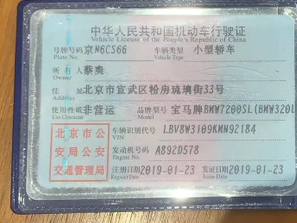 中华人民共和国机动车行驶证
Vehicle License of the People's Republic of China
号牌号码 京M6CS66 车辆类型 小型轿车
Plate No. Vehicle Type
所有人 蔡爽
Owner
住址 北京市宣武区粉房琉璃街33号
Address
使用性质 非营运 品牌型号 宝马牌BMW7200SL(BMW320L
Use Character Model
北京市公 车辆识别代号 LBV8W3109KMN92184
VIN
安局公安 发动机号码 A892D578
Engine No.
交通管理局 注册日期 2019-01-23 发证日期 2019-01-23
Register Date Issue Date